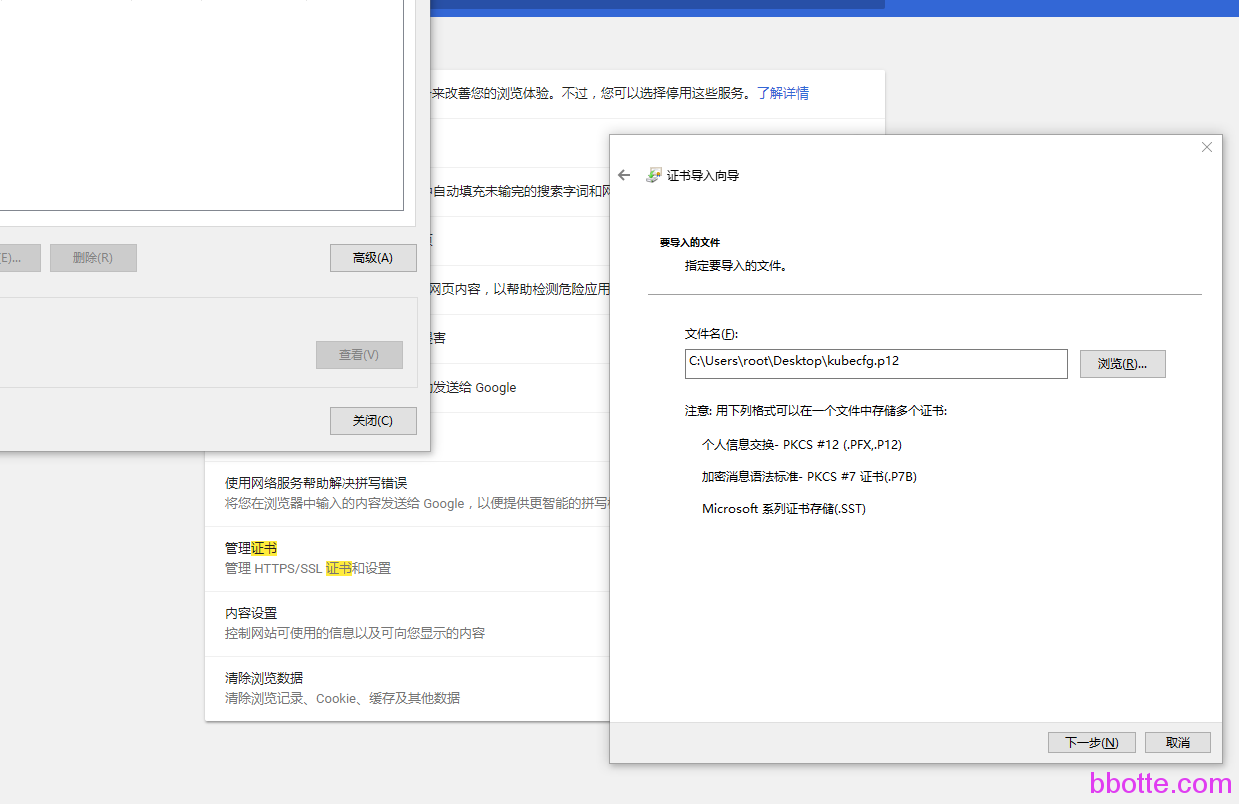 来改善您的浏览体验。不过，您可以选择停用这些服务。了解详情
自动填充未输完的搜索字词和网
网页内容，以帮助检测危险应用
害
发送给 Google
使用网络服务帮助解决拼写错误
将您在浏览器中输入的内容发送给 Google，以便提供更智能的拼写
管理证书
管理 HTTPS/SSL 证书和设置
内容设置
控制网站可使用的信息以及可向您显示的内容
清除浏览数据
清除浏览记录、Cookie、缓存及其他数据
(E)...
删除(R)
高级(A)
查看(V)
关闭(C)
证书导入向导
要导入的文件
指定要导入的文件。
文件名(F):
C:\Users\root\Desktop\kubecfg.p12
浏览(R)...
注意: 用下列格式可以在一个文件中存储多个证书:
个人信息交换- PKCS #12 (.PFX,.P12)
加密消息语法标准- PKCS #7 证书(.P7B)
Microsoft 系列证书存储(.SST)
下一步(N)
取消
bbotte.com